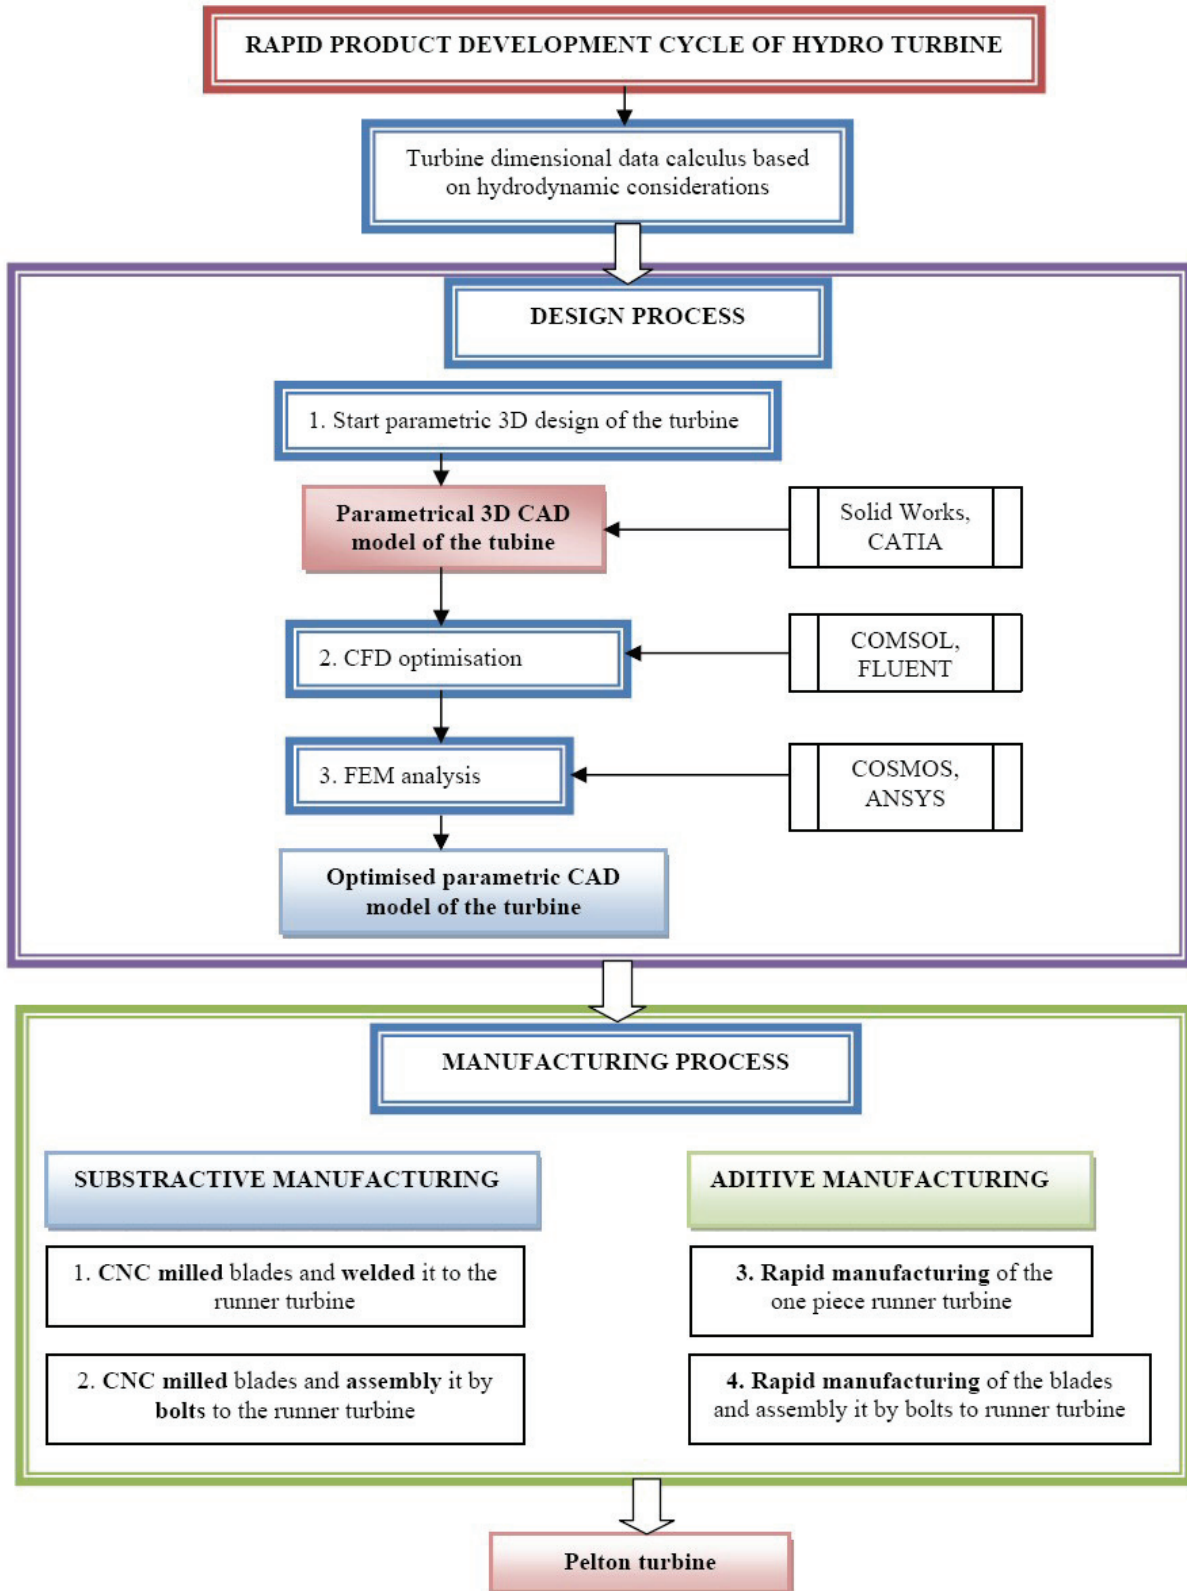 RAPID PRODUCT DEVELOPMENT CYCLE OF HYDRO TURBINE
Turbine dimensional data calculus based
on hydrodynamic considerations
DESIGN PROCESS
1. Start parametric 3D design of the turbine
Parametrical 3D CAD
model of the tubine
Solid Works,
CATIA
2. CFD optimisation
COMSOL,
FLUENT
3. FEM analysis
COSMOS,
ANSYS
Optimised parametric CAD
model of the turbine
MANUFACTURING PROCESS
SUBSTRACTIVE MANUFACTURING
1. CNC milled blades and welded it to the
runner turbine
2. CNC milled blades and assembly it by
bolts to the runner turbine
ADITIVE MANUFACTURING
3. Rapid manufacturing of the
one piece runner turbine
4. Rapid manufacturing of the blades
and assembly it by bolts to runner turbine
Pelton turbine